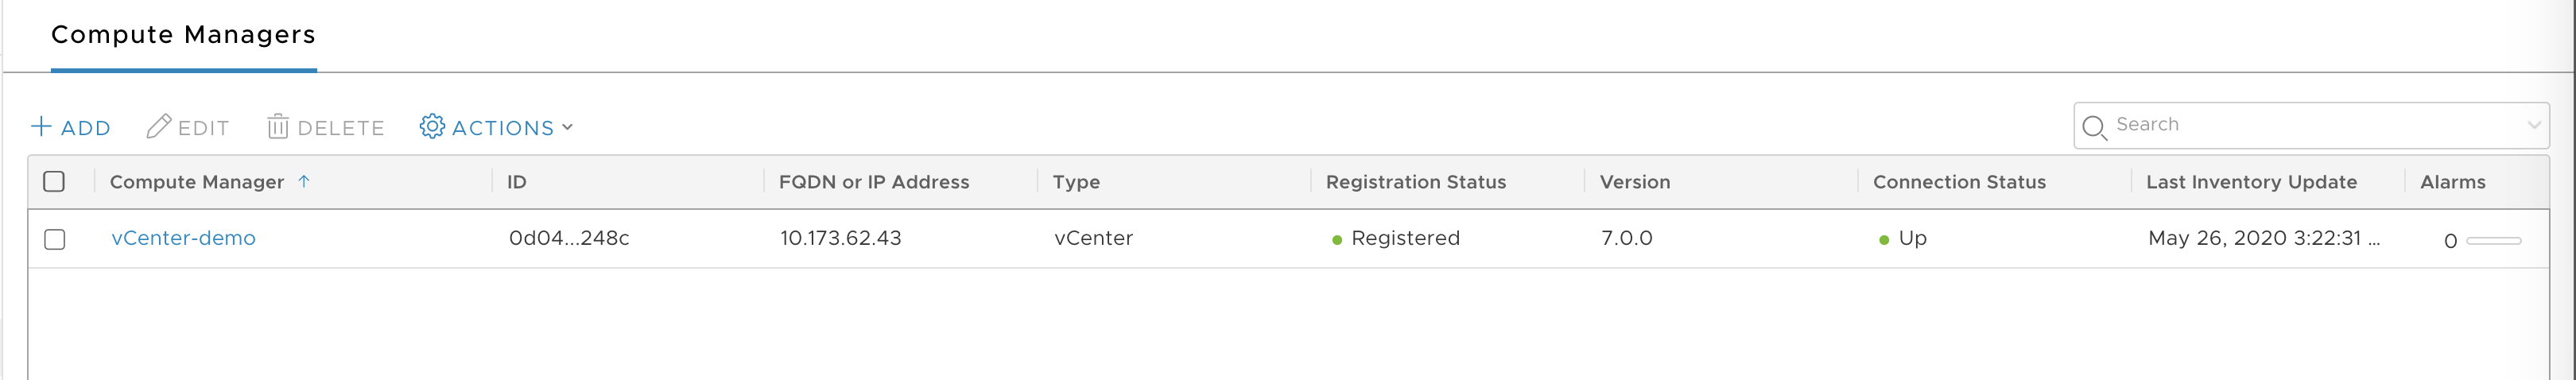 Compute Managers
ADD EDIT DELETE ACTIONS Search
Compute Manager ID FQDN or IP Address Type Registration Status Version Connection Status Last Inventory Update Alarms
vCenter-demo 0d04...248c 10.173.62.43 vCenter Registered 7.0.0 Up May 26, 2020 3:22:31 ... 0